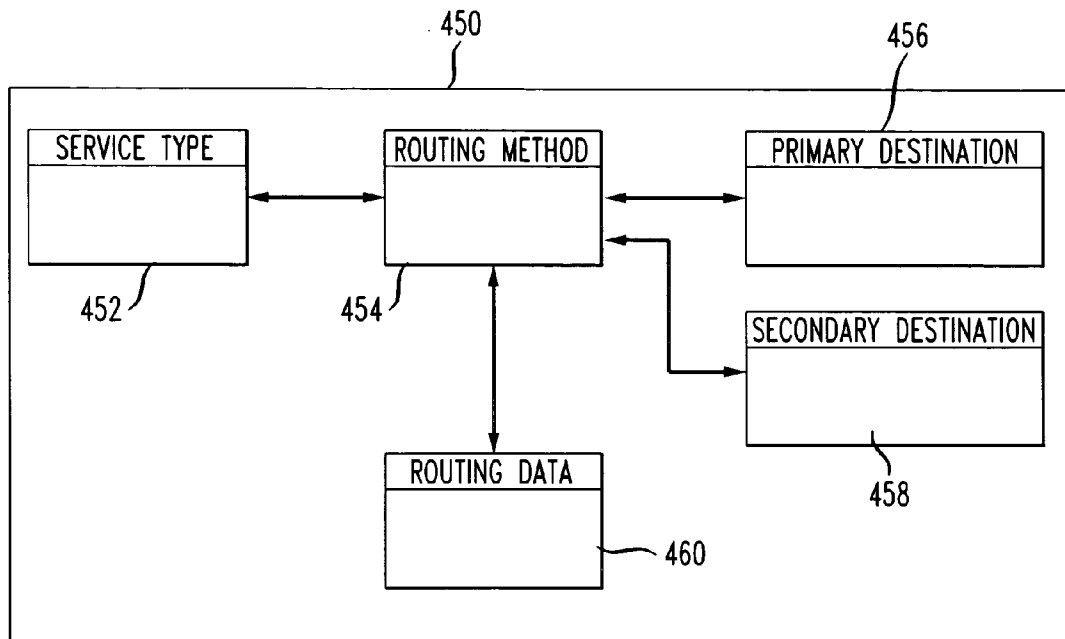 450
456
SERVICE TYPE
ROUTING METHOD
PRIMARY DESTINATION
452
454
SECONDARY DESTINATION
458
ROUTING DATA
460